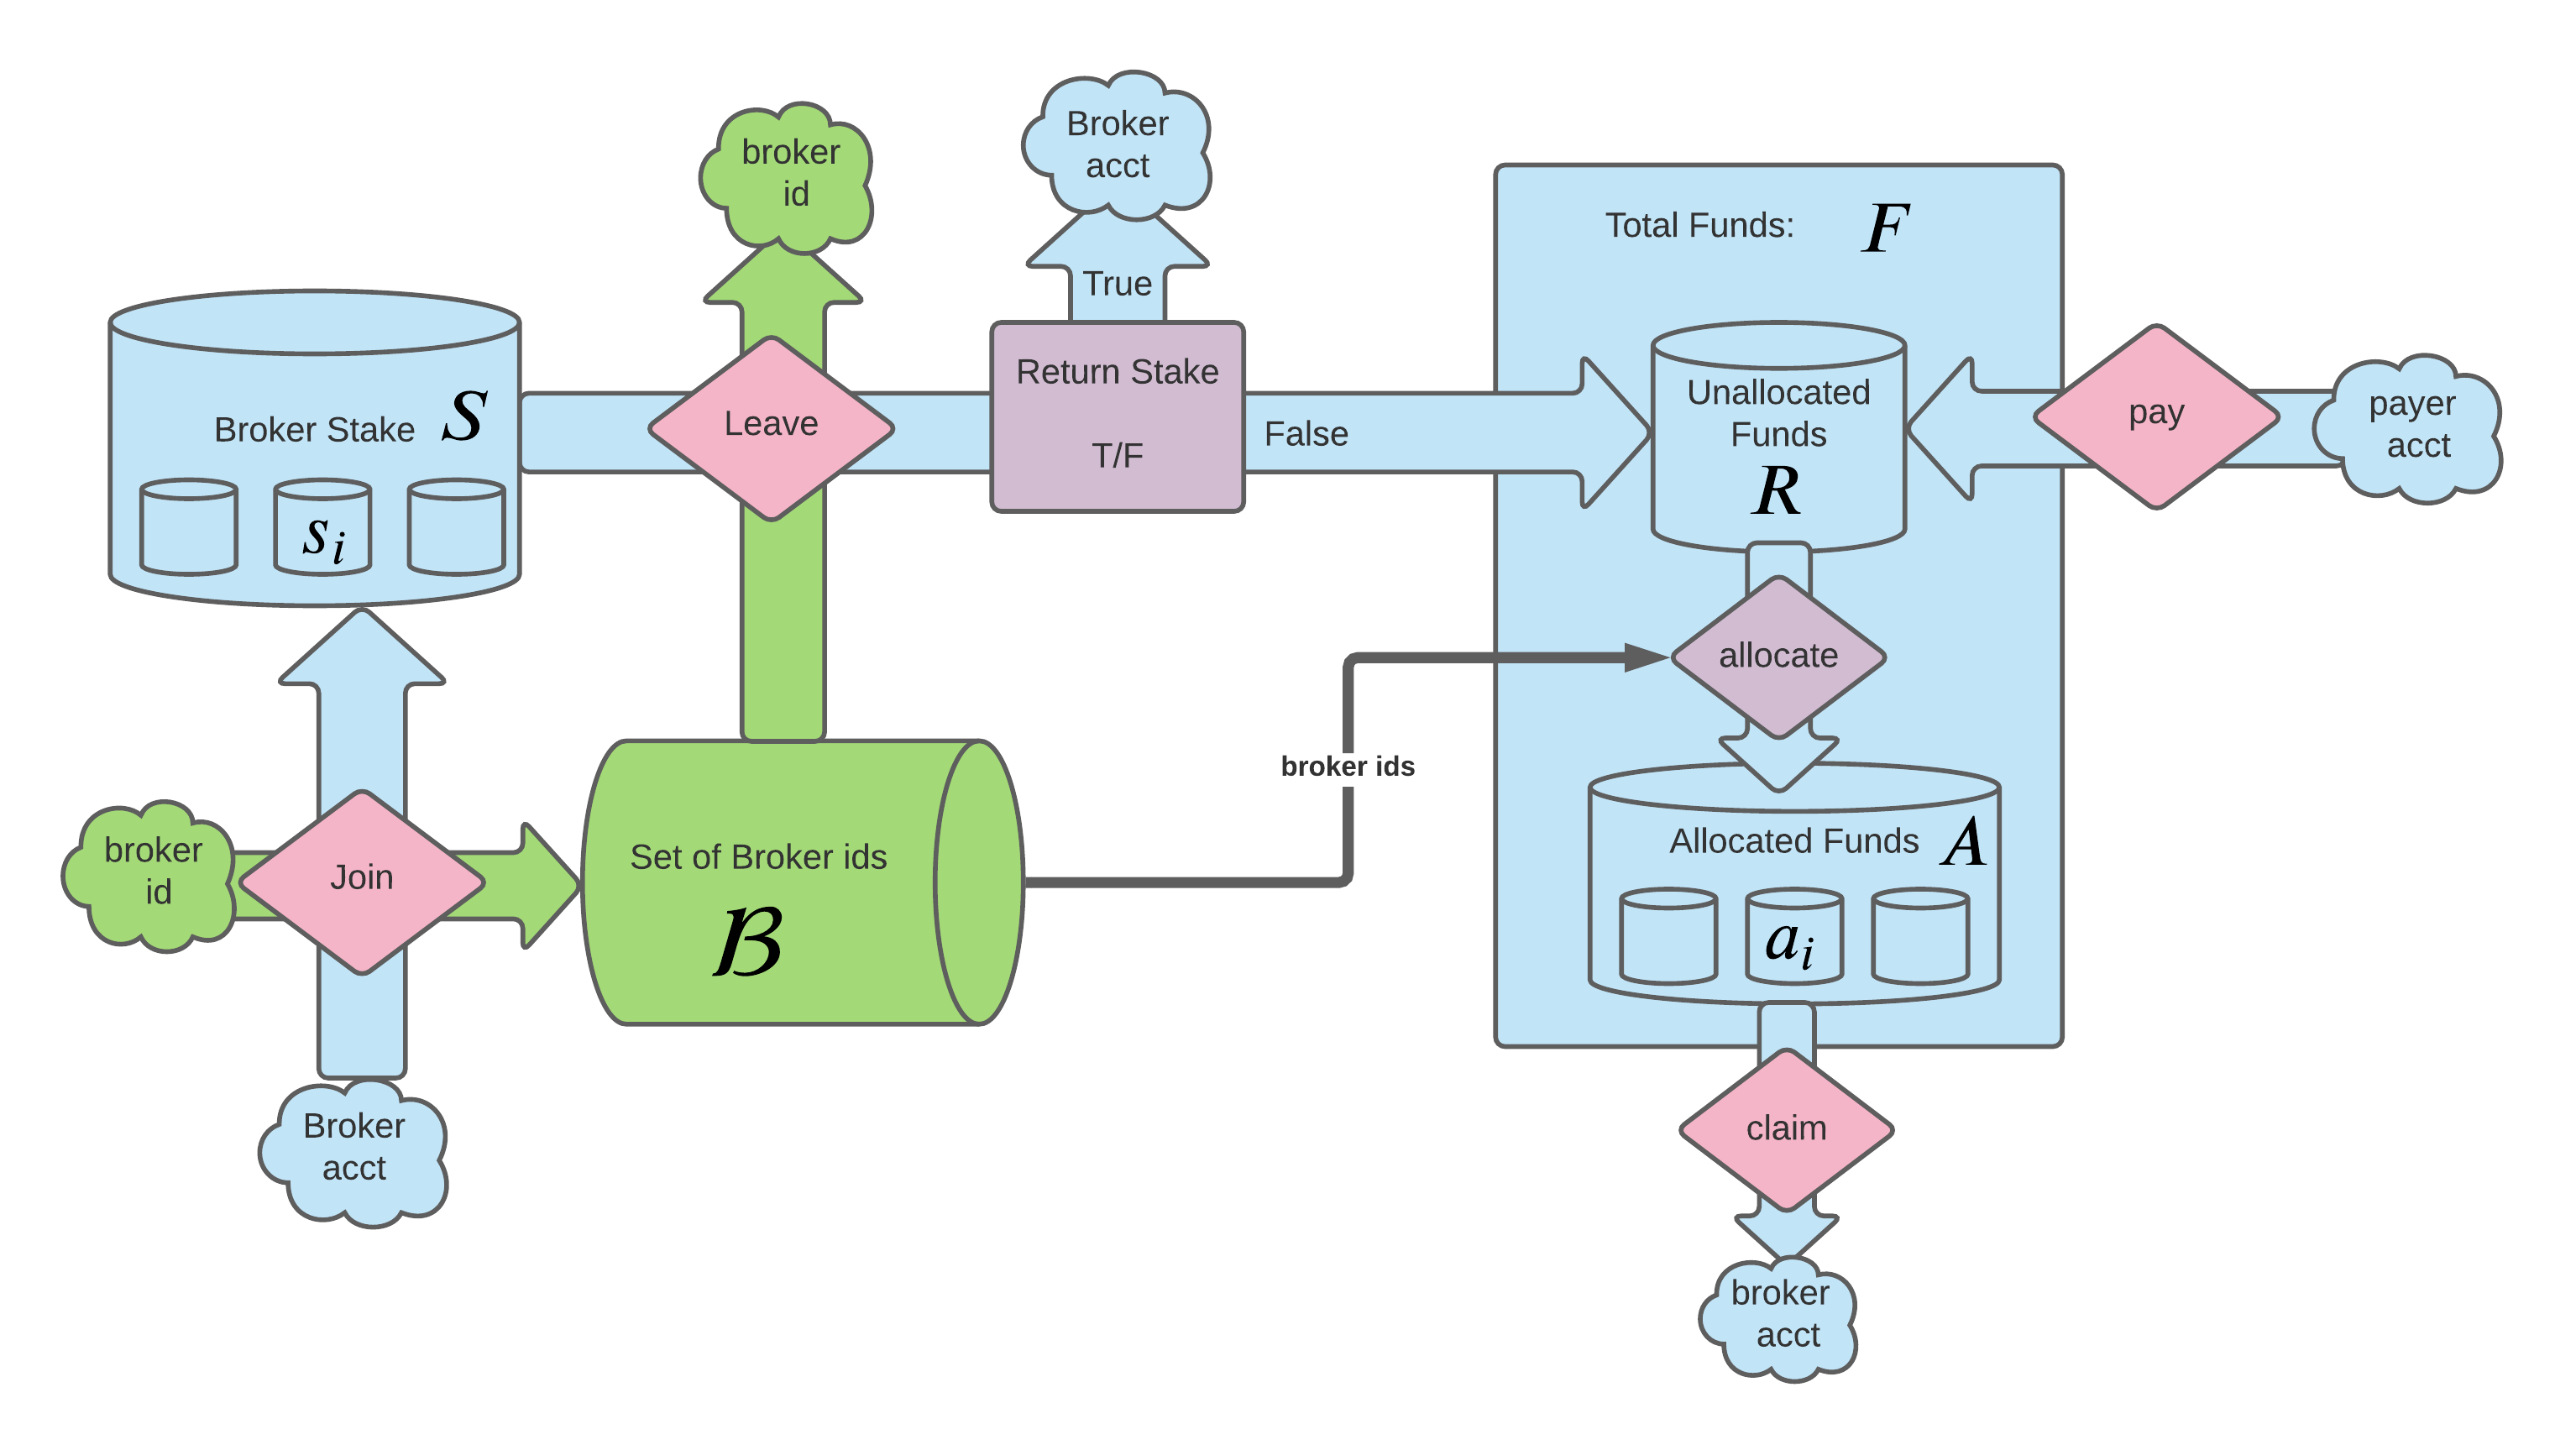 broker
id
Broker
acct
True
Total Funds: F
Broker Stake S
s_i
Leave
Return Stake
T/F
False
Unallocated
Funds
R
pay
payer
acct
allocate
broker ids
broker
id
Join
Set of Broker ids
ℬ
Allocated Funds A
a_i
Broker
acct
claim
broker
acct